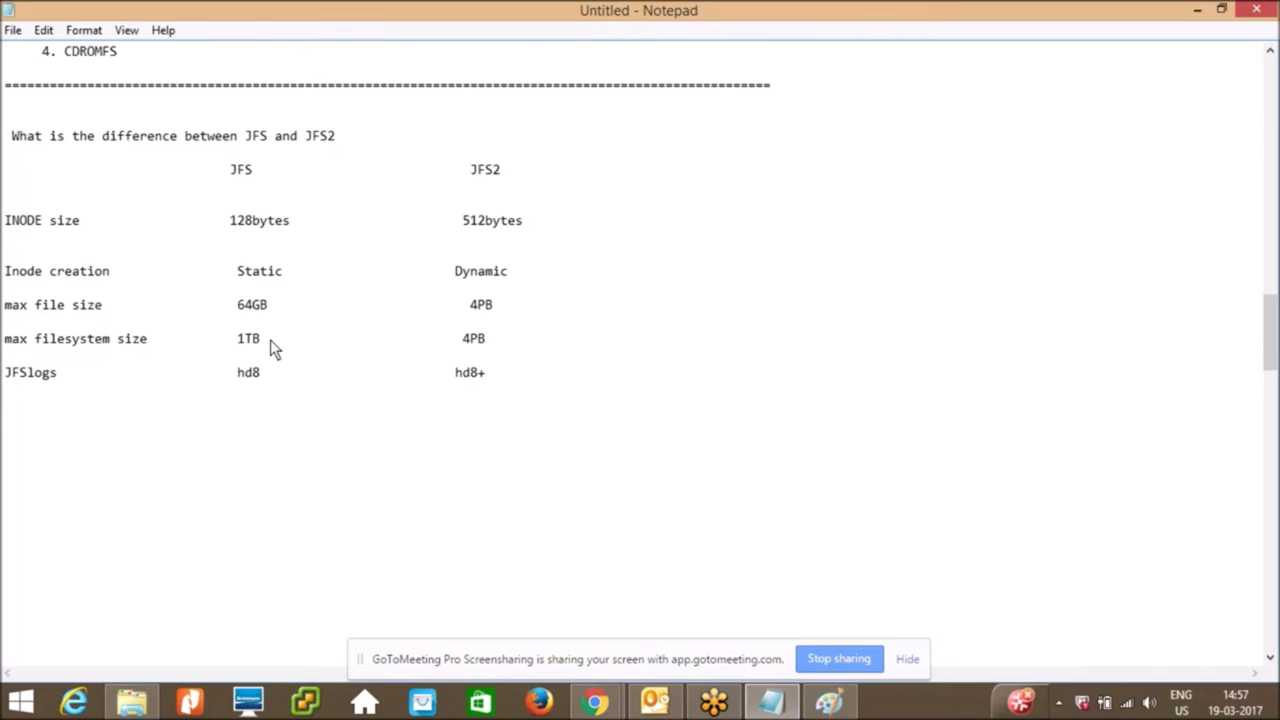 Untitled - Notepad
File Edit Format View Help
4. CDROMFS
=======================================================================================================
What is the difference between JFS and JFS2
JFS JFS2
INODE size 128bytes 512bytes
Inode creation Static Dynamic
max file size 64GB 4PB
max filesystem size 1TB 4PB
JFSlogs hd8 hd8+
GoToMeeting Pro Screensharing is sharing your screen with app.gotomeeting.com. Stop sharing Hide
ENG 14:57
US 19-03-2017